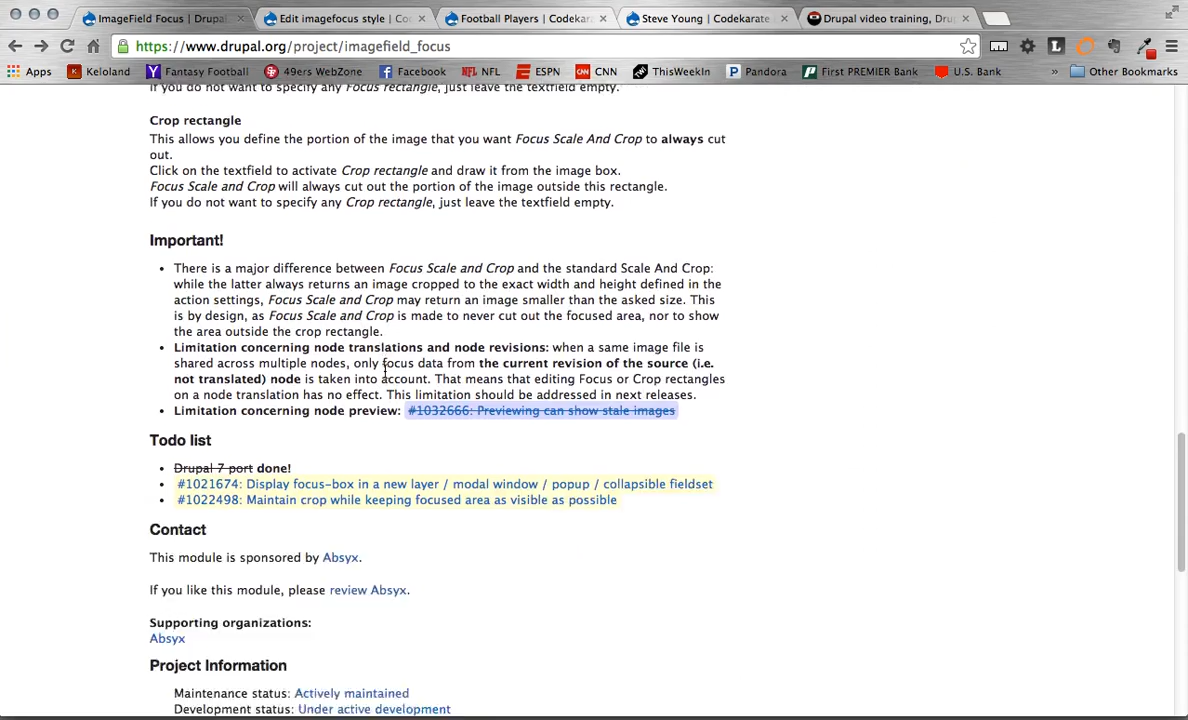 ImageField Focus | Drupal
Edit imagefocus style | Co
Football Players | Codekar
Steve Young | Codekarate
Drupal video training, Dru
https://www.drupal.org/project/imagefield_focus
Apps
Keloland
Fantasy Football
49ers WebZone
Facebook
NFL
ESPN
CNN
ThisWeekIn
Pandora
First PREMIER Bank
U.S. Bank
»
Other Bookmarks
If you do not want to specify any Focus rectangle, just leave the textfield empty.
Crop rectangle
This allows you define the portion of the image that you want Focus Scale And Crop to always cut
out.
Click on the textfield to activate Crop rectangle and draw it from the image box.
Focus Scale and Crop will always cut out the portion of the image outside this rectangle.
If you do not want to specify any Crop rectangle, just leave the textfield empty.
Important!
• There is a major difference between Focus Scale and Crop and the standard Scale And Crop:
while the latter always returns an image cropped to the exact width and height defined in the
action settings, Focus Scale and Crop may return an image smaller than the asked size. This
is by design, as Focus Scale and Crop is made to never cut out the focused area, nor to show
the area outside the crop rectangle.
• Limitation concerning node translations and node revisions: when a same image file is
shared across multiple nodes, only focus data from the current revision of the source (i.e.
not translated) node is taken into account. That means that editing Focus or Crop rectangles
on a node translation has no effect. This limitation should be addressed in next releases.
• Limitation concerning node preview: #1032666: Previewing can show stale images
Todo list
• Drupal 7 port done!
• #1021674: Display focus-box in a new layer / modal window / popup / collapsible fieldset
• #1022498: Maintain crop while keeping focused area as visible as possible
Contact
This module is sponsored by Absyx.
If you like this module, please review Absyx.
Supporting organizations:
Absyx
Project Information
Maintenance status: Actively maintained
Development status: Under active development